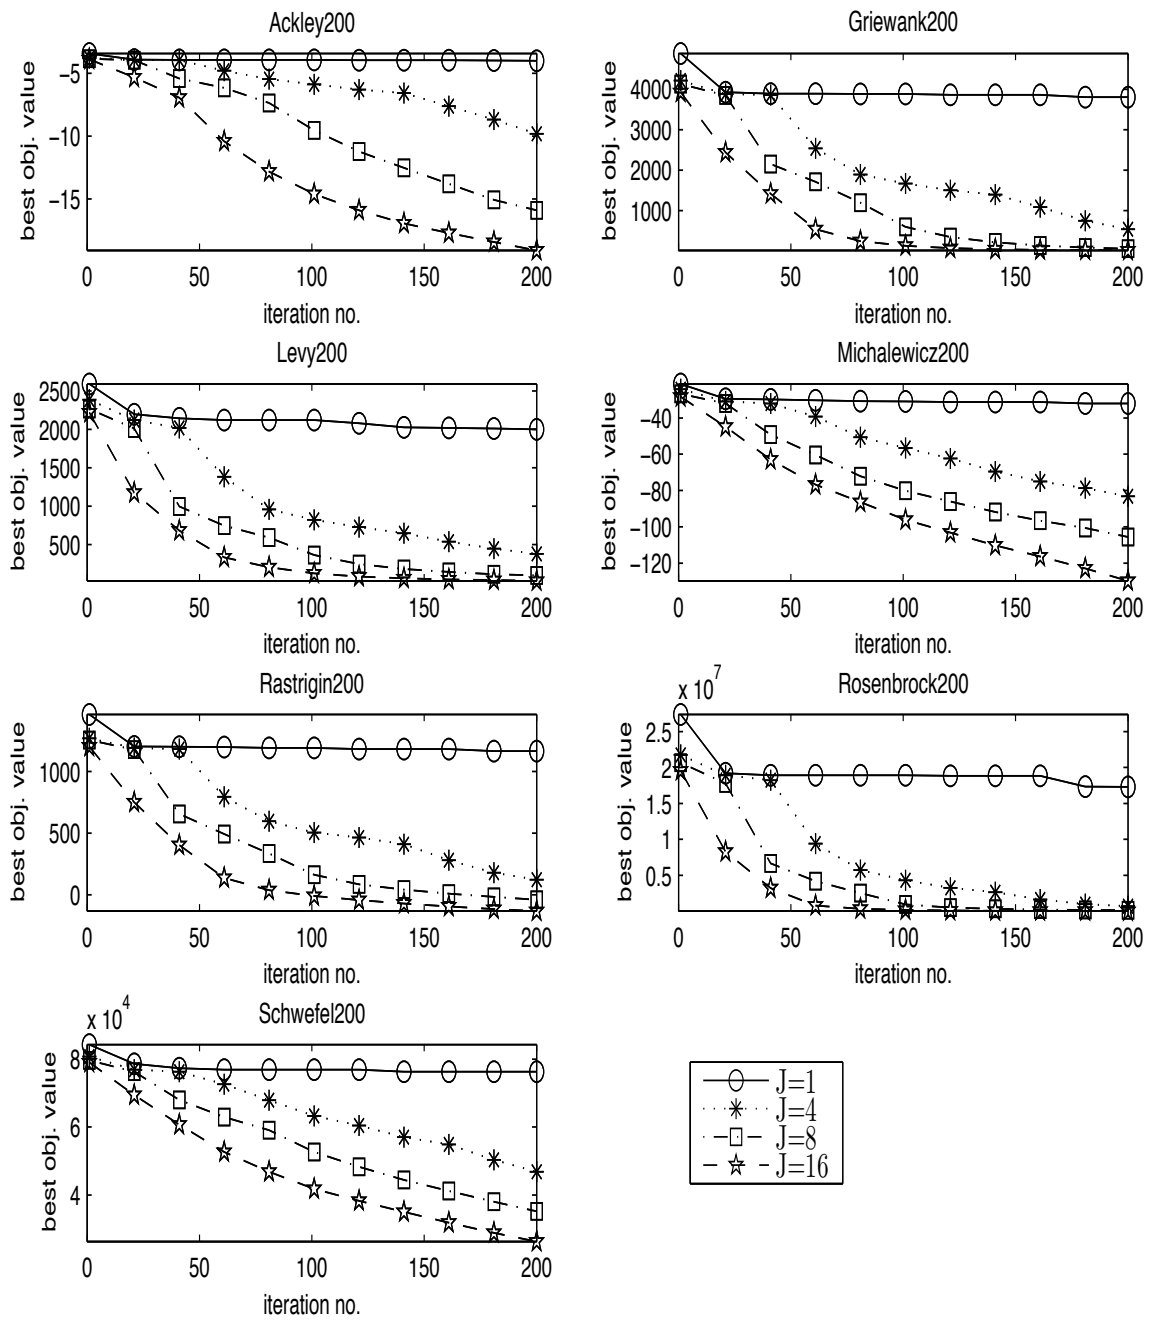 Ackley200
best obj. value
−5
−10
−15
0 50 100 150 200
iteration no.
Griewank200
best obj. value
4000
3000
2000
1000
0 50 100 150 200
iteration no.
Levy200
best obj. value
2500
2000
1500
1000
500
0 50 100 150 200
iteration no.
Michalewicz200
best obj. value
−40
−60
−80
−100
−120
0 50 100 150 200
iteration no.
Rastrigin200
best obj. value
1000
500
0
0 50 100 150 200
iteration no.
x 10^7
Rosenbrock200
best obj. value
2.5
2
1.5
1
0.5
0 50 100 150 200
iteration no.
x 10^4
Schwefel200
best obj. value
8
6
4
0 50 100 150 200
iteration no.
J=1
J=4
J=8
J=16